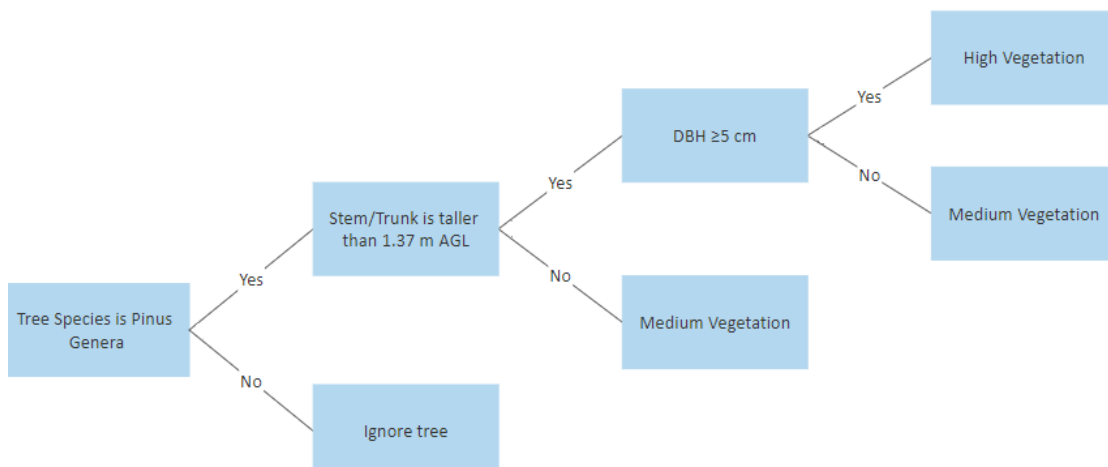 High Vegetation
Yes
DBH ≥5 cm
No
Yes
Medium Vegetation
Stem/Trunk is taller
than 1.37 m AGL
No
Yes
Medium Vegetation
Tree Species is Pinus
Genera
No
Ignore tree